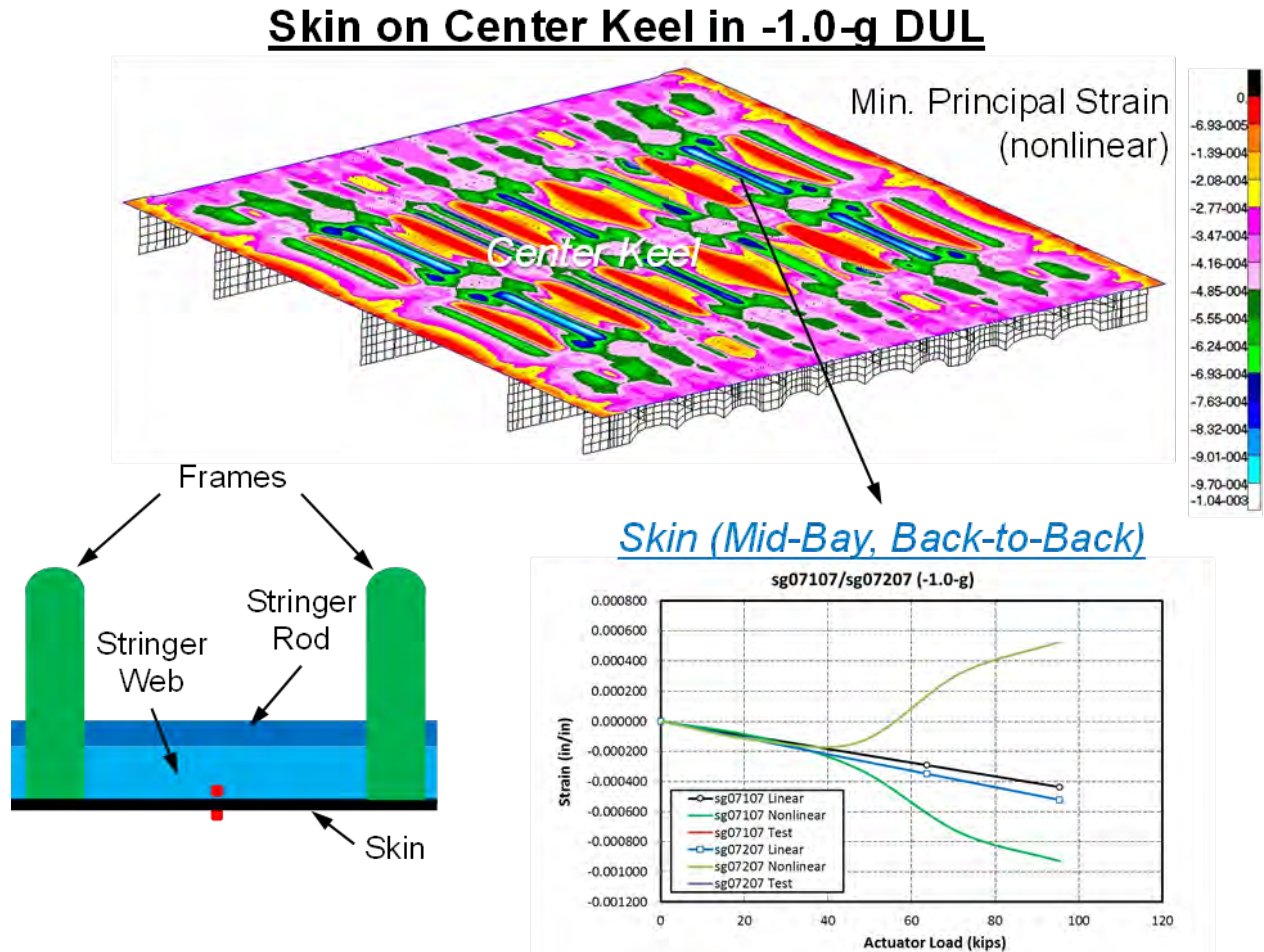 Skin on Center Keel in -1.0-g DUL
Min. Principal Strain
(nonlinear)
Center Keel
0.
-6.93-005
-1.39-004
-2.08-004
-2.77-004
-3.47-004
-4.16-004
-4.85-004
-5.55-004
-6.24-004
-6.93-004
-7.63-004
-8.32-004
-9.01-004
-9.70-004
-1.04-003
Frames
Stringer
Rod
Stringer
Web
Skin
Skin (Mid-Bay, Back-to-Back)
sg07107/sg07207 (-1.0-g)
Strain (in/in)
0.000800
0.000600
0.000400
0.000200
0.000000
-0.000200
-0.000400
-0.000600
-0.000800
-0.001000
-0.001200
sg07107 Linear
sg07107 Nonlinear
sg07107 Test
sg07207 Linear
sg07207 Nonlinear
sg07207 Test
0 20 40 60 80 100 120
Actuator Load (kips)